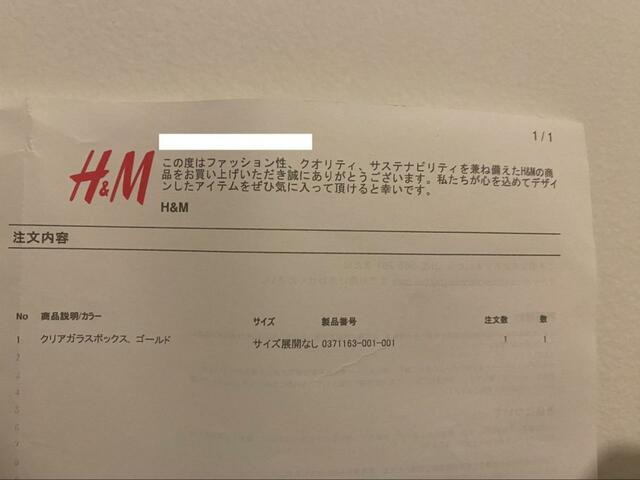 1 / 1
H&M
この度はファッション性、クオリティ、サステナビリティを兼ね備えたH&Mの商
品をお買い上げいただき誠にありがとうございます。私たちが心を込めてデザイ
ンしたアイテムをぜひ気に入って頂けると幸いです。
H&M
注文内容
No 商品説明/カラー サイズ 製品番号 注文数 数
1 クリアガラスボックス, ゴールド サイズ展開なし 0371163-001-001 1 1
2
3
4
5
6
7
8